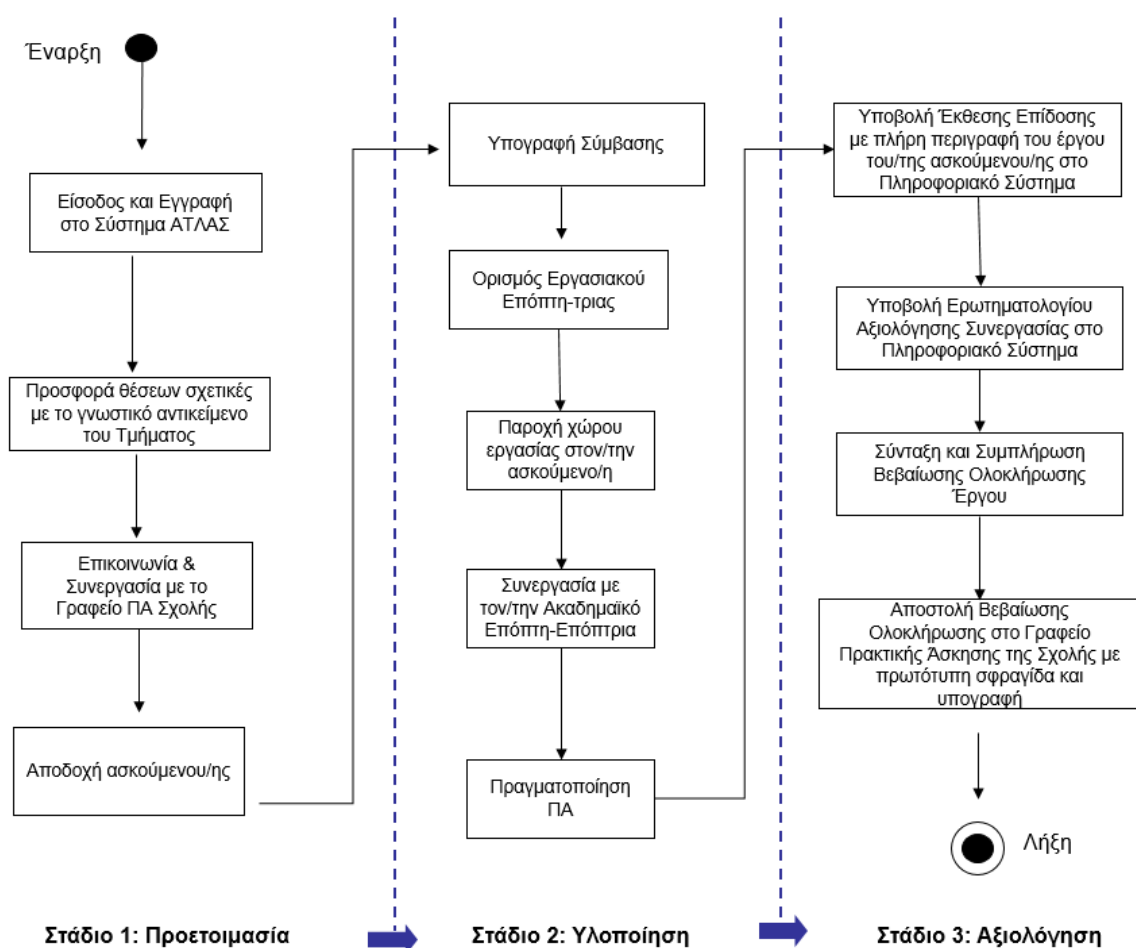 Έναρξη
Είσοδος και Εγγραφή
στο Σύστημα ΑΤΛΑΣ
Προσφορά θέσεων σχετικές
με το γνωστικό αντικείμενο
του Τμήματος
Επικοινωνία &
Συνεργασία με το
Γραφείο ΠΑ Σχολής
Αποδοχή ασκούμενου/ης
Υπογραφή Σύμβασης
Ορισμός Εργασιακού
Επόπτη-τριας
Παροχή χώρου
εργασίας στον/την
ασκούμενο/η
Συνεργασία με
τον/την Ακαδημαϊκό
Επόπτη-Επόπτρια
Πραγματοποίηση
ΠΑ
Υποβολή Έκθεσης Επίδοσης
με πλήρη περιγραφή του έργου
του/της ασκούμενου/ης στο
Πληροφοριακό Σύστημα
Υποβολή Ερωτηματολογίου
Αξιολόγησης Συνεργασίας στο
Πληροφοριακό Σύστημα
Σύνταξη και Συμπλήρωση
Βεβαίωσης Ολοκλήρωσης
Έργου
Αποστολή Βεβαίωσης
Ολοκλήρωσης στο Γραφείο
Πρακτικής Άσκησης της Σχολής με
πρωτότυπη σφραγίδα και
υπογραφή
Λήξη
Στάδιο 1: Προετοιμασία
Στάδιο 2: Υλοποίηση
Στάδιο 3: Αξιολόγηση